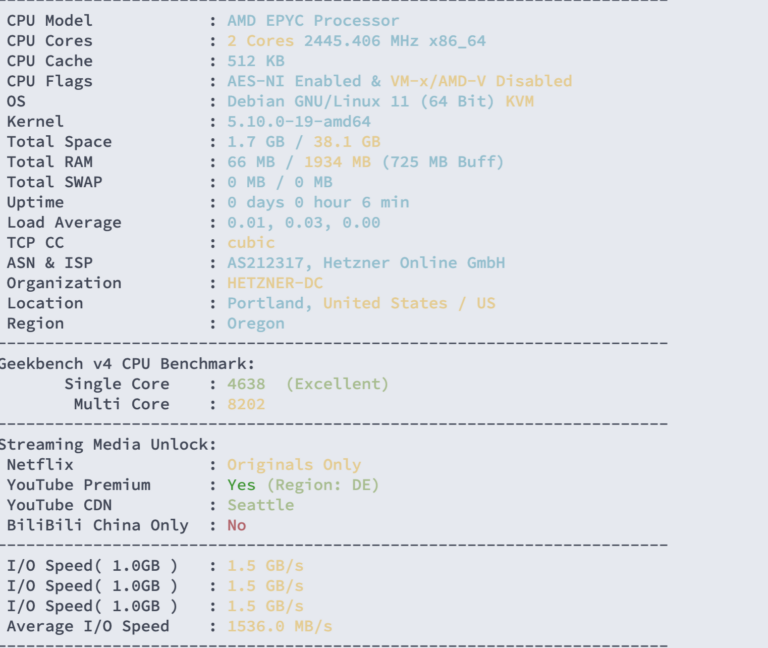 CPU Model : AMD EPYC Processor
CPU Cores : 2 Cores 2445.406 MHz x86_64
CPU Cache : 512 KB
CPU Flags : AES-NI Enabled & VM-x/AMD-V Disabled
OS : Debian GNU/Linux 11 (64 Bit) KVM
Kernel : 5.10.0-19-amd64
Total Space : 1.7 GB / 38.1 GB
Total RAM : 66 MB / 1934 MB (725 MB Buff)
Total SWAP : 0 MB / 0 MB
Uptime : 0 days 0 hour 6 min
Load Average : 0.01, 0.03, 0.00
TCP CC : cubic
ASN & ISP : AS212317, Hetzner Online GmbH
Organization : HETZNER-DC
Location : Portland, United States / US
Region : Oregon
Geekbench v4 CPU Benchmark:
Single Core : 4638 (Excellent)
Multi Core : 8202
Streaming Media Unlock:
Netflix : Originals Only
YouTube Premium : Yes (Region: DE)
YouTube CDN : Seattle
BiliBili China Only : No
I/O Speed( 1.0GB ) : 1.5 GB/s
I/O Speed( 1.0GB ) : 1.5 GB/s
I/O Speed( 1.0GB ) : 1.5 GB/s
Average I/O Speed : 1536.0 MB/s